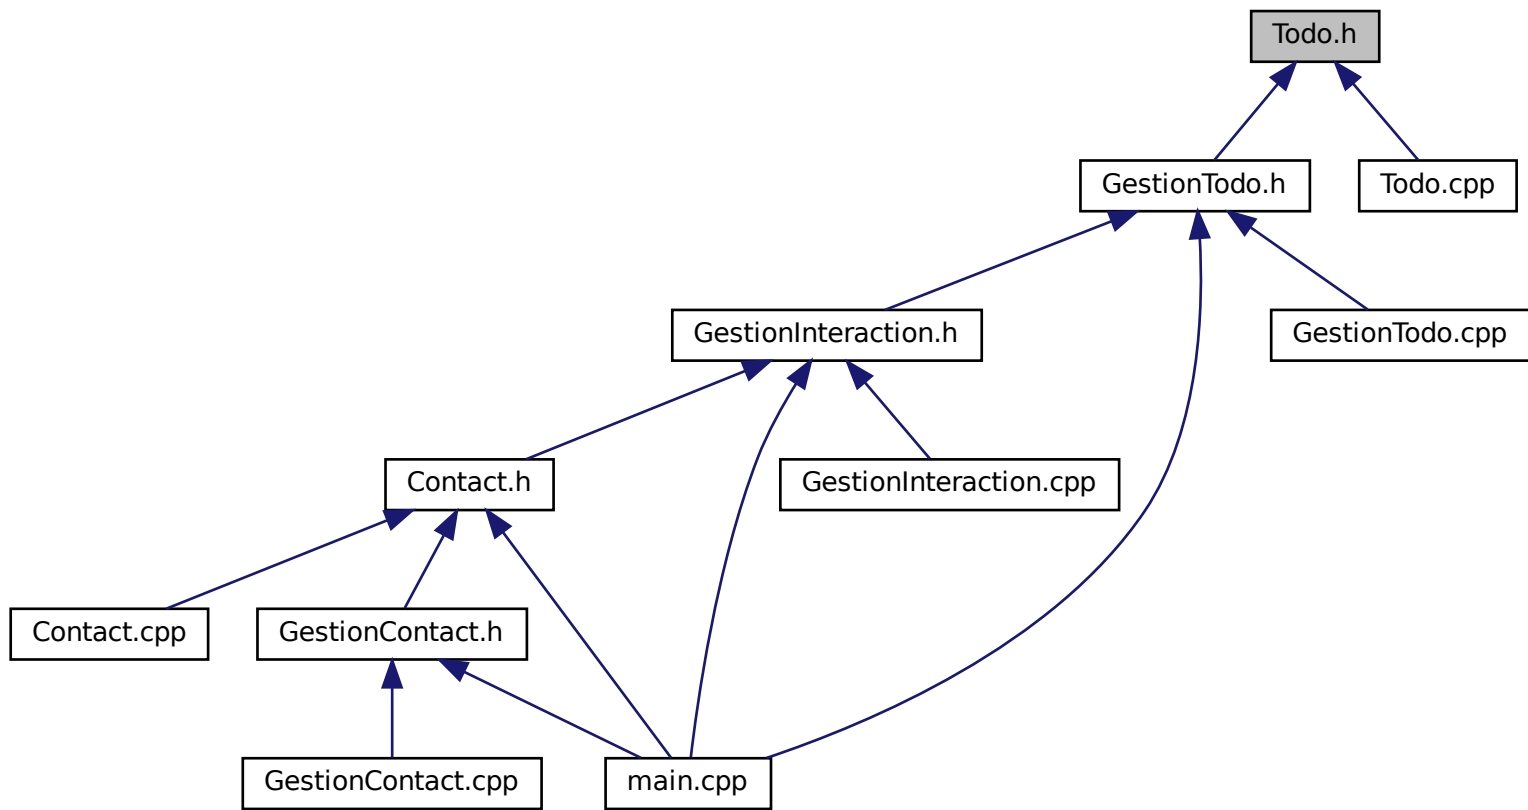 Todo.h
GestionTodo.h
Todo.cpp
GestionInteraction.h
GestionTodo.cpp
Contact.h
GestionInteraction.cpp
Contact.cpp
GestionContact.h
GestionContact.cpp
main.cpp